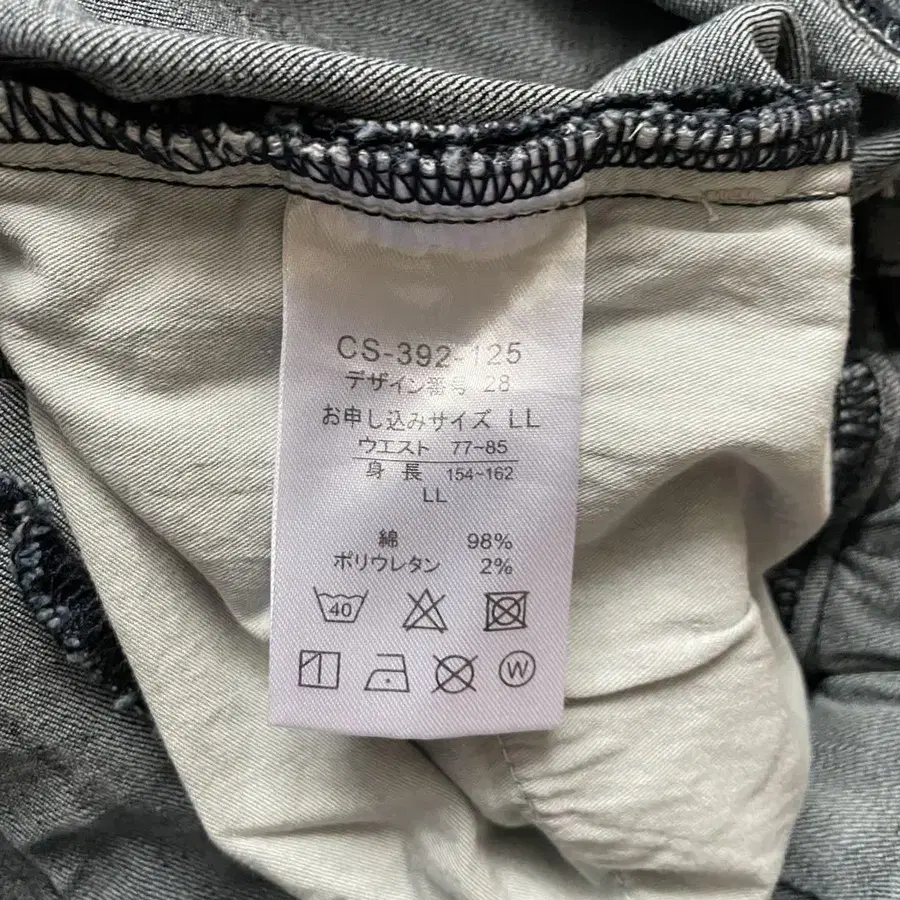 CS-392-125
デザイン番号 28
お申し込みサイズ LL
ウエスト 77~85
身長 154~162
LL
綿 98%
ポリウレタン 2%
40
W